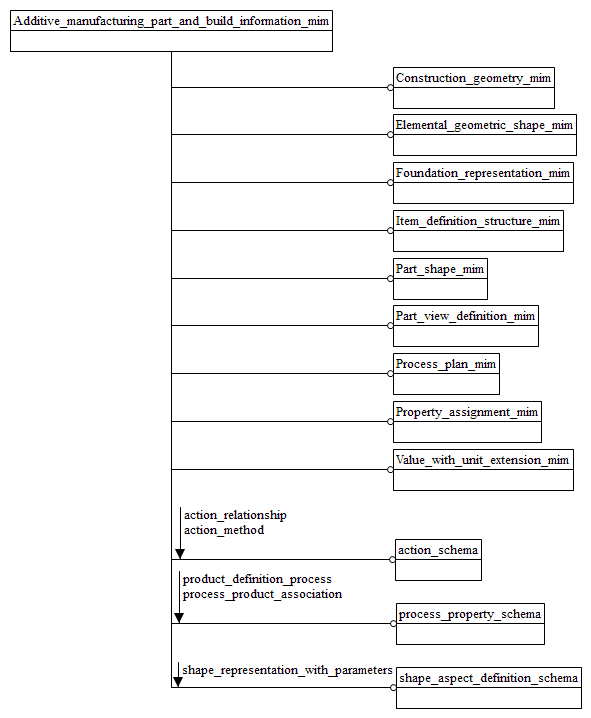 Additive_manufacturing_part_and_build_information_mim
Construction_geometry_mim
Elemental_geometric_shape_mim
Foundation_representation_mim
Item_definition_structure_mim
Part_shape_mim
Part_view_definition_mim
Process_plan_mim
Property_assignment_mim
Value_with_unit_extension_mim
action_relationship
action_method
action_schema
product_definition_process
process_product_association
process_property_schema
shape_representation_with_parameters
shape_aspect_definition_schema